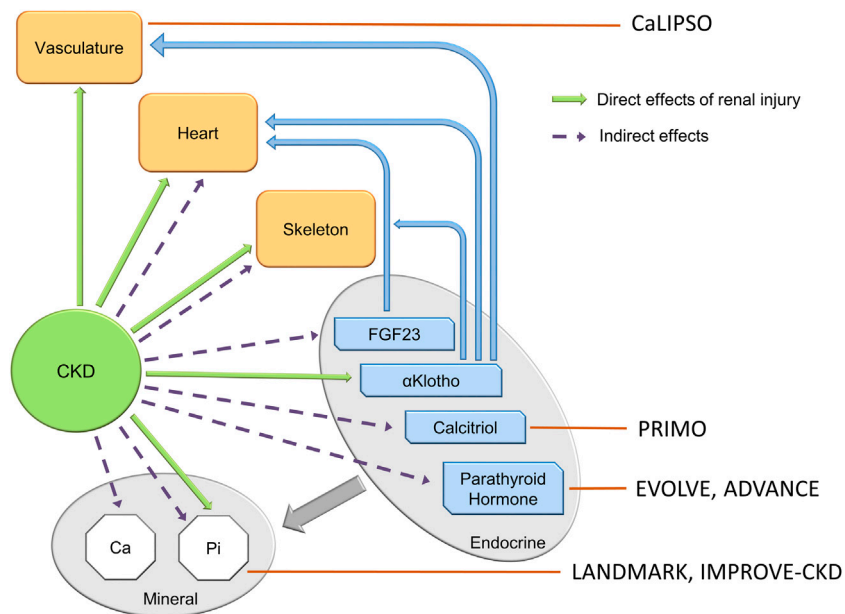 CaLIPSO
Vasculature
Direct effects of renal injury
Heart
Indirect effects
Skeleton
FGF23
CKD
αKlotho
Calcitriol
PRIMO
Parathyroid
Hormone
EVOLVE, ADVANCE
Endocrine
Ca
Pi
LANDMARK, IMPROVE-CKD
Mineral